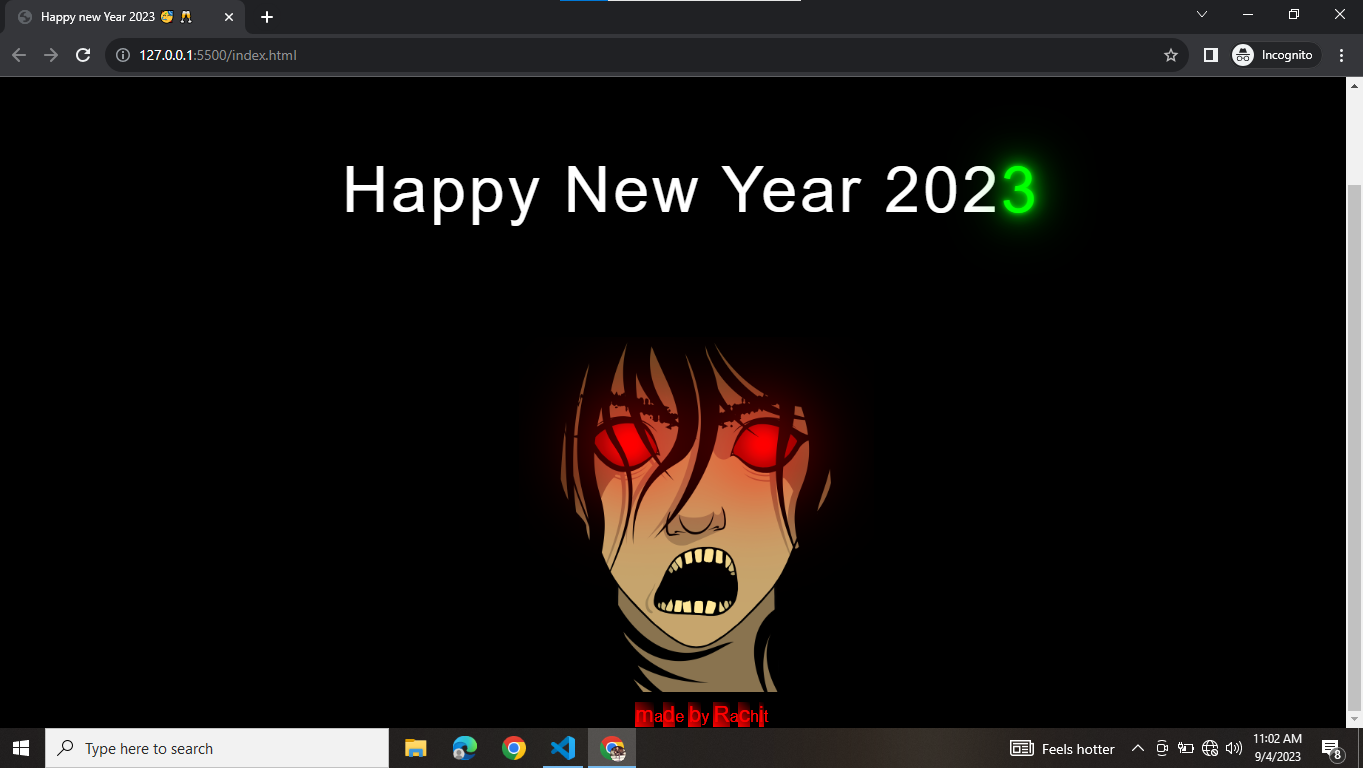 Happy new Year 2023 🥳 🥂
127.0.0.1:5500/index.html
Incognito
Happy New Year 2023
made by Rachit
Type here to search
Feels hotter
11:02 AM
9/4/2023
8